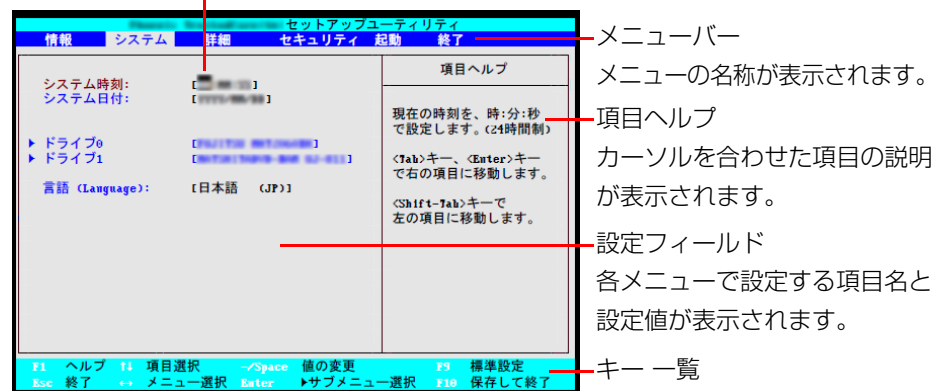 セットアップユーティリティ
情報 システム 詳細 セキュリティ 起動 終了
項目ヘルプ
システム時刻:
システム日付:
現在の時刻を、時:分:秒
で設定します。(24時間制)
<Tab>キー、<Enter>キー
で右の項目に移動します。
<Shift-Tab>キーで
左の項目に移動します。
▶ ドライブ0
▶ ドライブ1
言語 (Language): [日本語 (JP)]
F1 ヘルプ ↑↓ 項目選択 -/Space 値の変更 F9 標準設定
Esc 終了 ↔ メニュー選択 Enter ▶サブメニュー選択 F10 保存して終了
メニューバー
メニューの名称が表示されます。
項目ヘルプ
カーソルを合わせた項目の説明
が表示されます。
設定フィールド
各メニューで設定する項目名と
設定値が表示されます。
キー 一覧